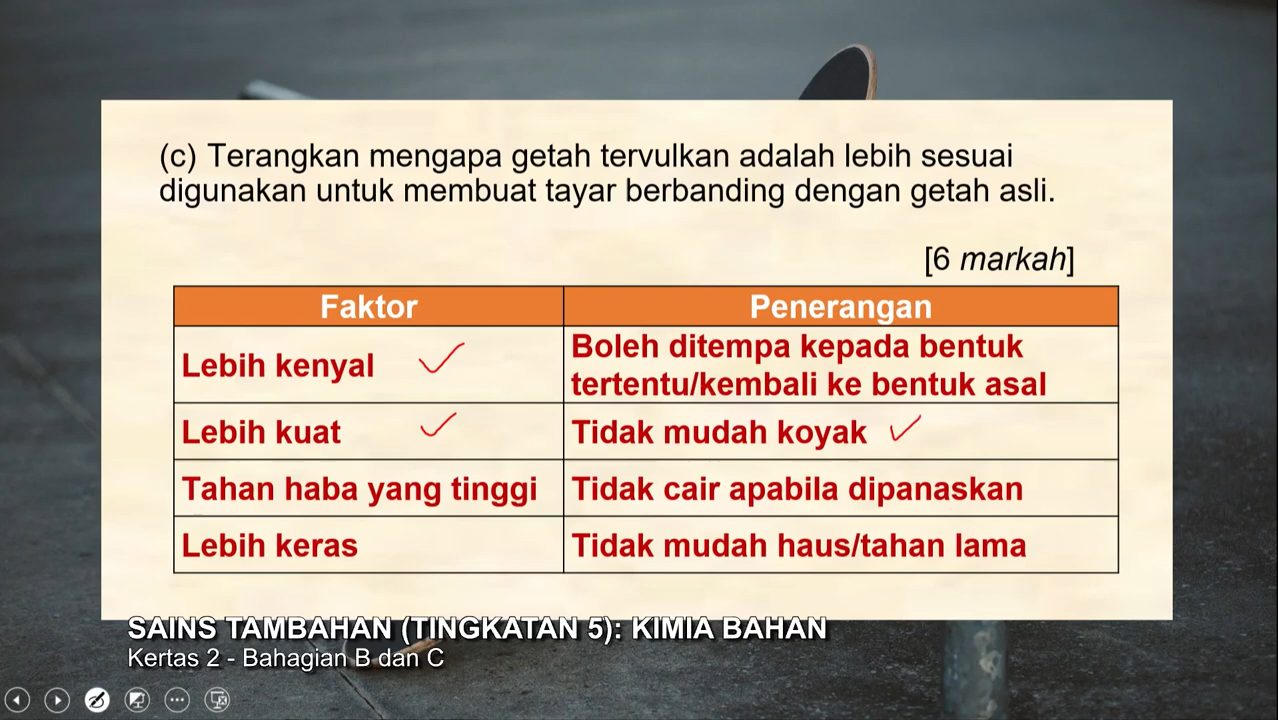 (c) Terangkan mengapa getah tervulkan adalah lebih sesuai
digunakan untuk membuat tayar berbanding dengan getah asli.
[6 markah]
Faktor Penerangan
Lebih kenyal Boleh ditempa kepada bentuk
tertentu/kembali ke bentuk asal
Lebih kuat Tidak mudah koyak
Tahan haba yang tinggi Tidak cair apabila dipanaskan
Lebih keras Tidak mudah haus/tahan lama
SAINS TAMBAHAN (TINGKATAN 5): KIMIA BAHAN
Kertas 2 - Bahagian B dan C